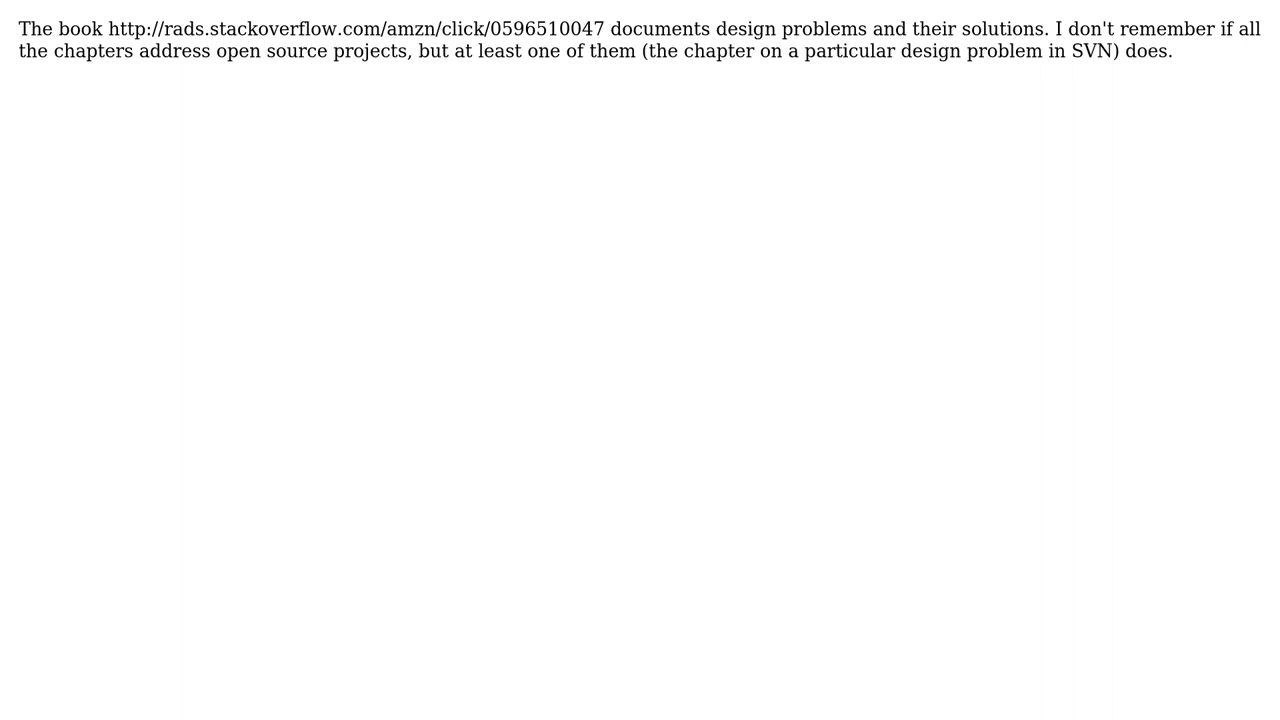 The book http://rads.stackoverflow.com/amzn/click/0596510047 documents design problems and their solutions. I don't remember if all
the chapters address open source projects, but at least one of them (the chapter on a particular design problem in SVN) does.